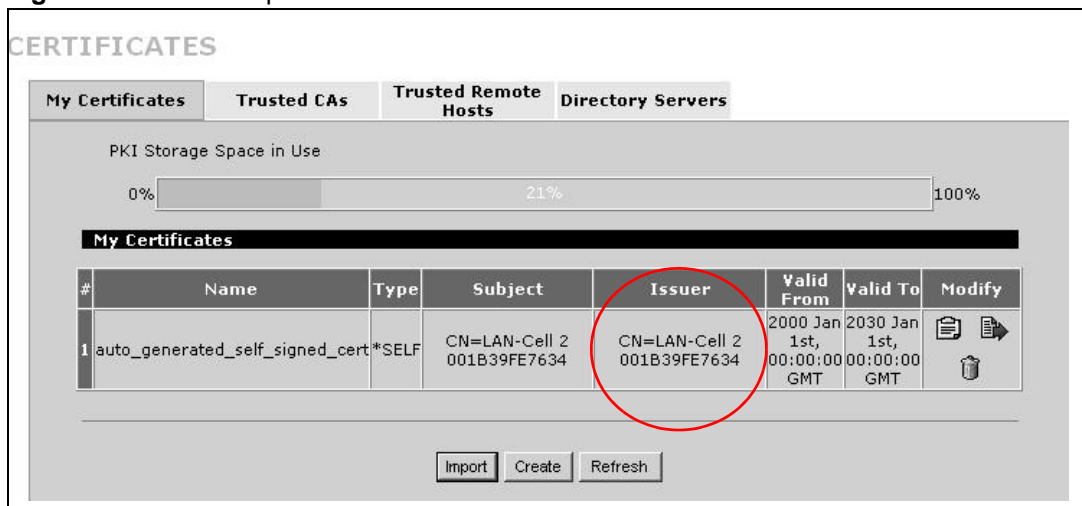 CERTIFICATES
My Certificates
Trusted CAs
Trusted Remote
Hosts
Directory Servers
PKI Storage Space in Use
0%
21%
100%
My Certificates
#
Name
Type
Subject
Issuer
Valid
From
Valid To
Modify
1
auto_generated_self_signed_cert
*SELF
CN=LAN-Cell 2
001B39FE7634
CN=LAN-Cell 2
001B39FE7634
2000 Jan
1st,
00:00:00
GMT
2030 Jan
1st,
00:00:00
GMT
Import
Create
Refresh